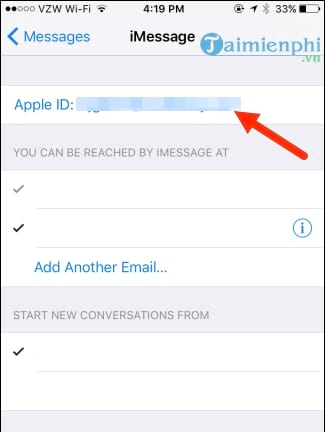 VZW Wi-Fi 4:19 PM 33%
Messages iMessage
Taimienphi
.vn
Apple ID:
YOU CAN BE REACHED BY IMESSAGE AT
Add Another Email...
START NEW CONVERSATIONS FROM